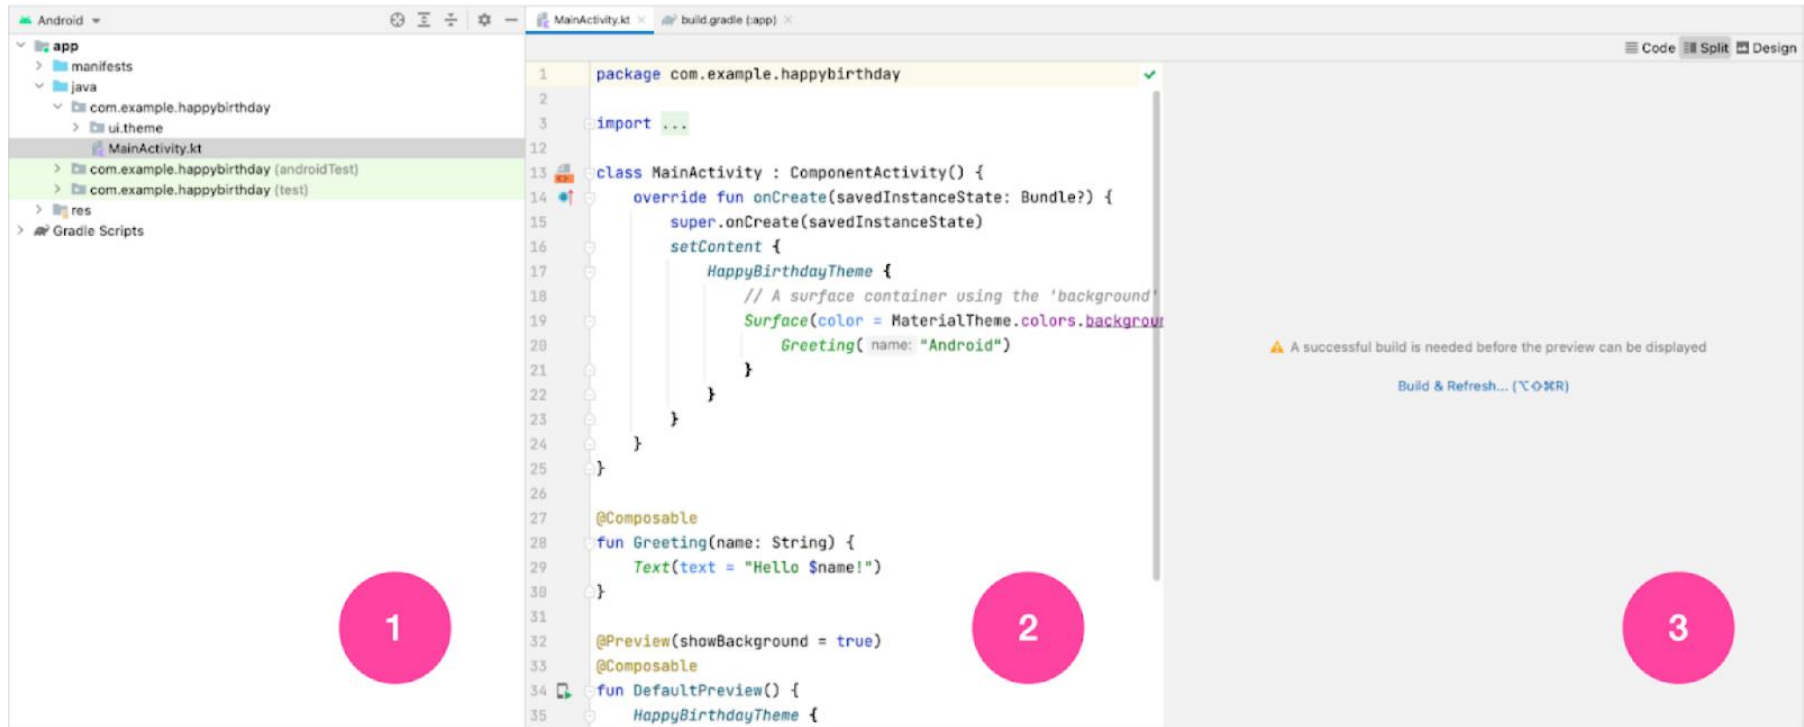 Android
app
manifests
java
com.example.happybirthday
ui.theme
MainActivity.kt
com.example.happybirthday (androidTest)
com.example.happybirthday (test)
res
Gradle Scripts
1
MainActivity.kt
build.gradle (:app)
Code Split Design
1 package com.example.happybirthday
2
3 import ...
12
13 class MainActivity : ComponentActivity() {
14 override fun onCreate(savedInstanceState: Bundle?) {
15 super.onCreate(savedInstanceState)
16 setContent {
17 HappyBirthdayTheme {
18 // A surface container using the 'background'
19 Surface(color = MaterialTheme.colors.backgrour
20 Greeting( name: "Android")
21 }
22 }
23 }
24 }
25 }
26
27 @Composable
28 fun Greeting(name: String) {
29 Text(text = "Hello $name!")
30 }
31
32 @Preview(showBackground = true)
33 @Composable
34 fun DefaultPreview() {
35 HappyBirthdayTheme {
2
A successful build is needed before the preview can be displayed
Build & Refresh... (⌥⇧⌘R)
3